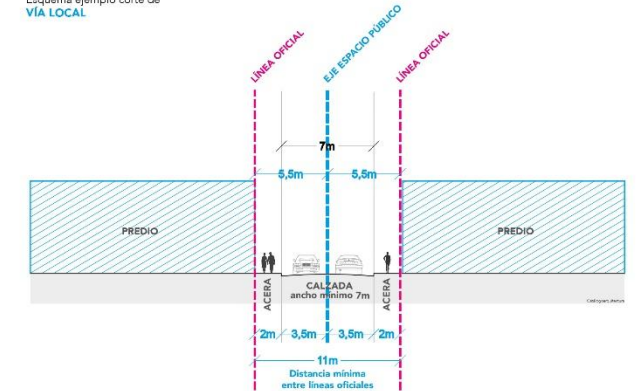 Esquema ejemplo corte de
VÍA LOCAL
LÍNEA OFICIAL
EJE ESPACIO PÚBLICO
LÍNEA OFICIAL
7m
5,5m
5,5m
PREDIO
PREDIO
ACERA
CALZADA
ancho mínimo 7m
ACERA
2m
3,5m
3,5m
2m
11m
Distancia mínima
entre líneas oficiales